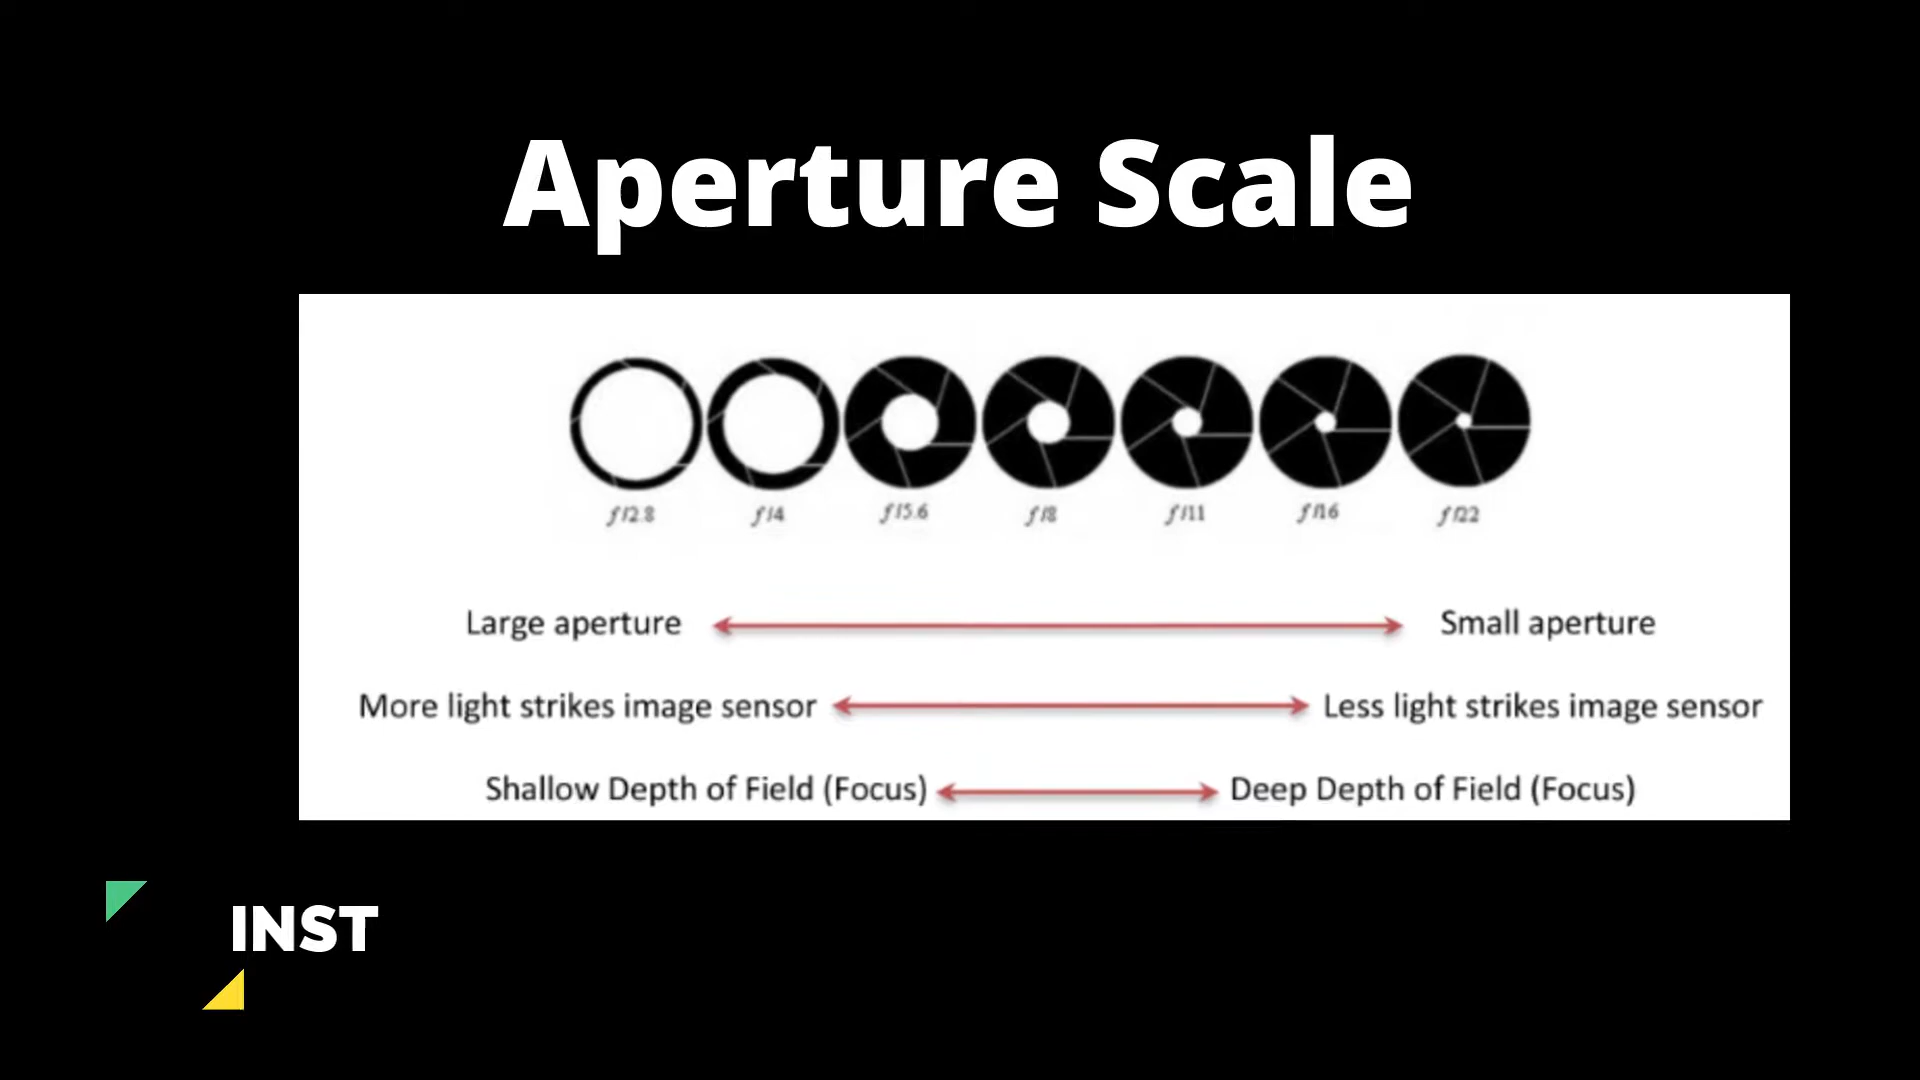 Aperture Scale
f/2.8 f/4 f/5.6 f/8 f/11 f/16 f/22
Large aperture Small aperture
More light strikes image sensor Less light strikes image sensor
Shallow Depth of Field (Focus) Deep Depth of Field (Focus)
INST